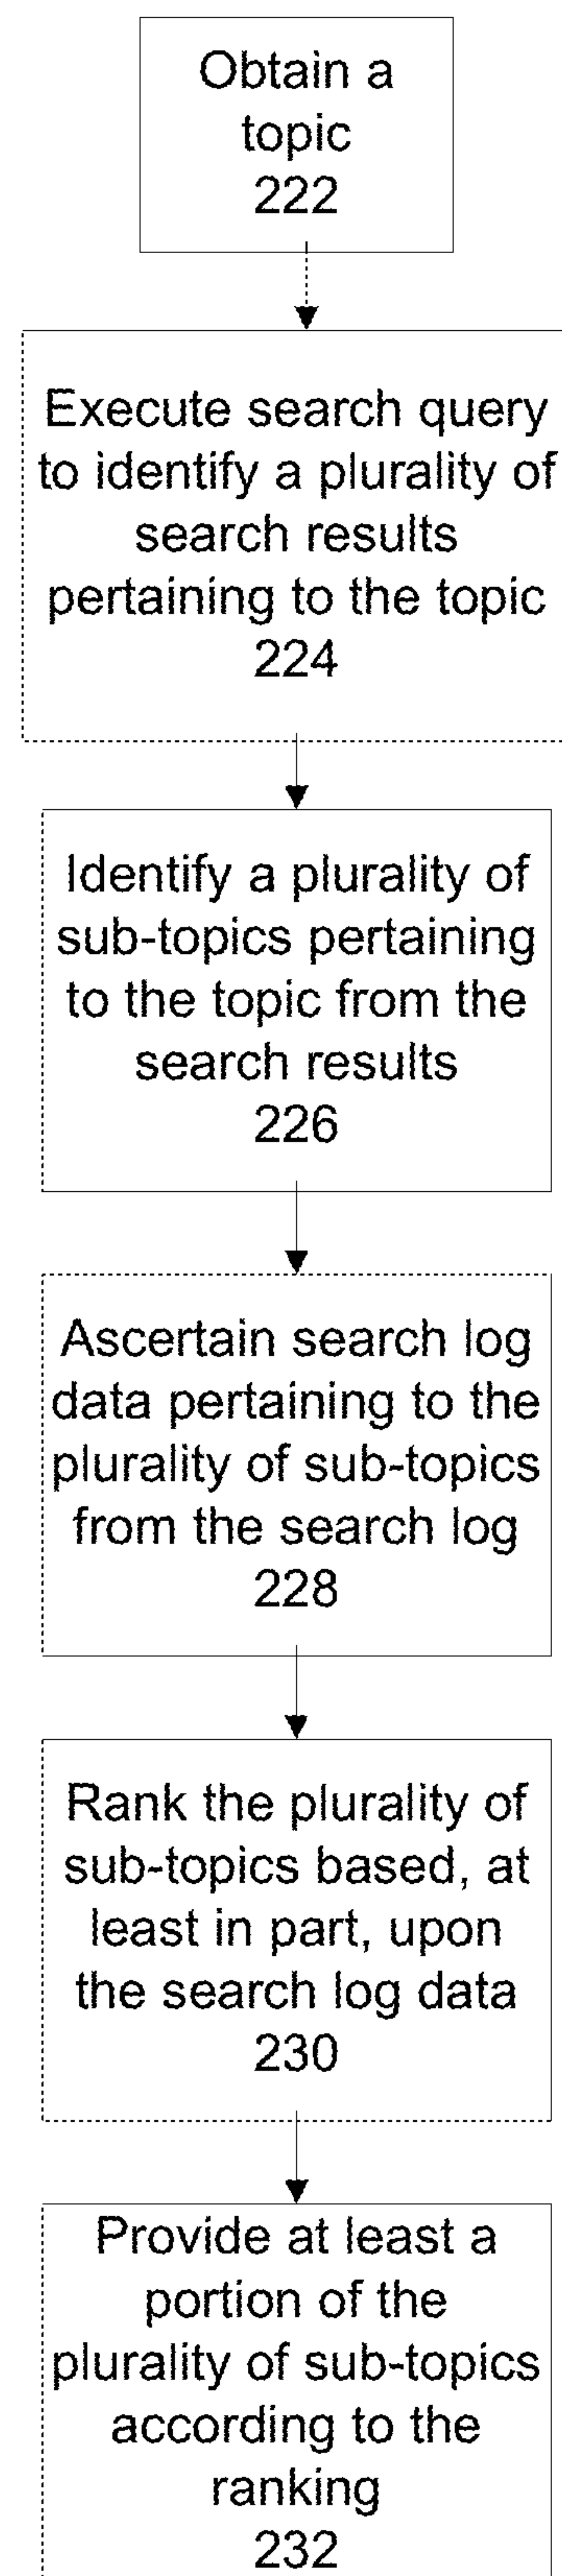 Obtain a
topic
222
Execute search query
to identify a plurality of
search results
pertaining to the topic
224
Identify a plurality of
sub-topics pertaining
to the topic from the
search results
226
Ascertain search log
data pertaining to the
plurality of sub-topics
from the search log
228
Rank the plurality of
sub-topics based, at
least in part, upon
the search log data
230
Provide at least a
portion of the
plurality of sub-topics
according to the
ranking
232